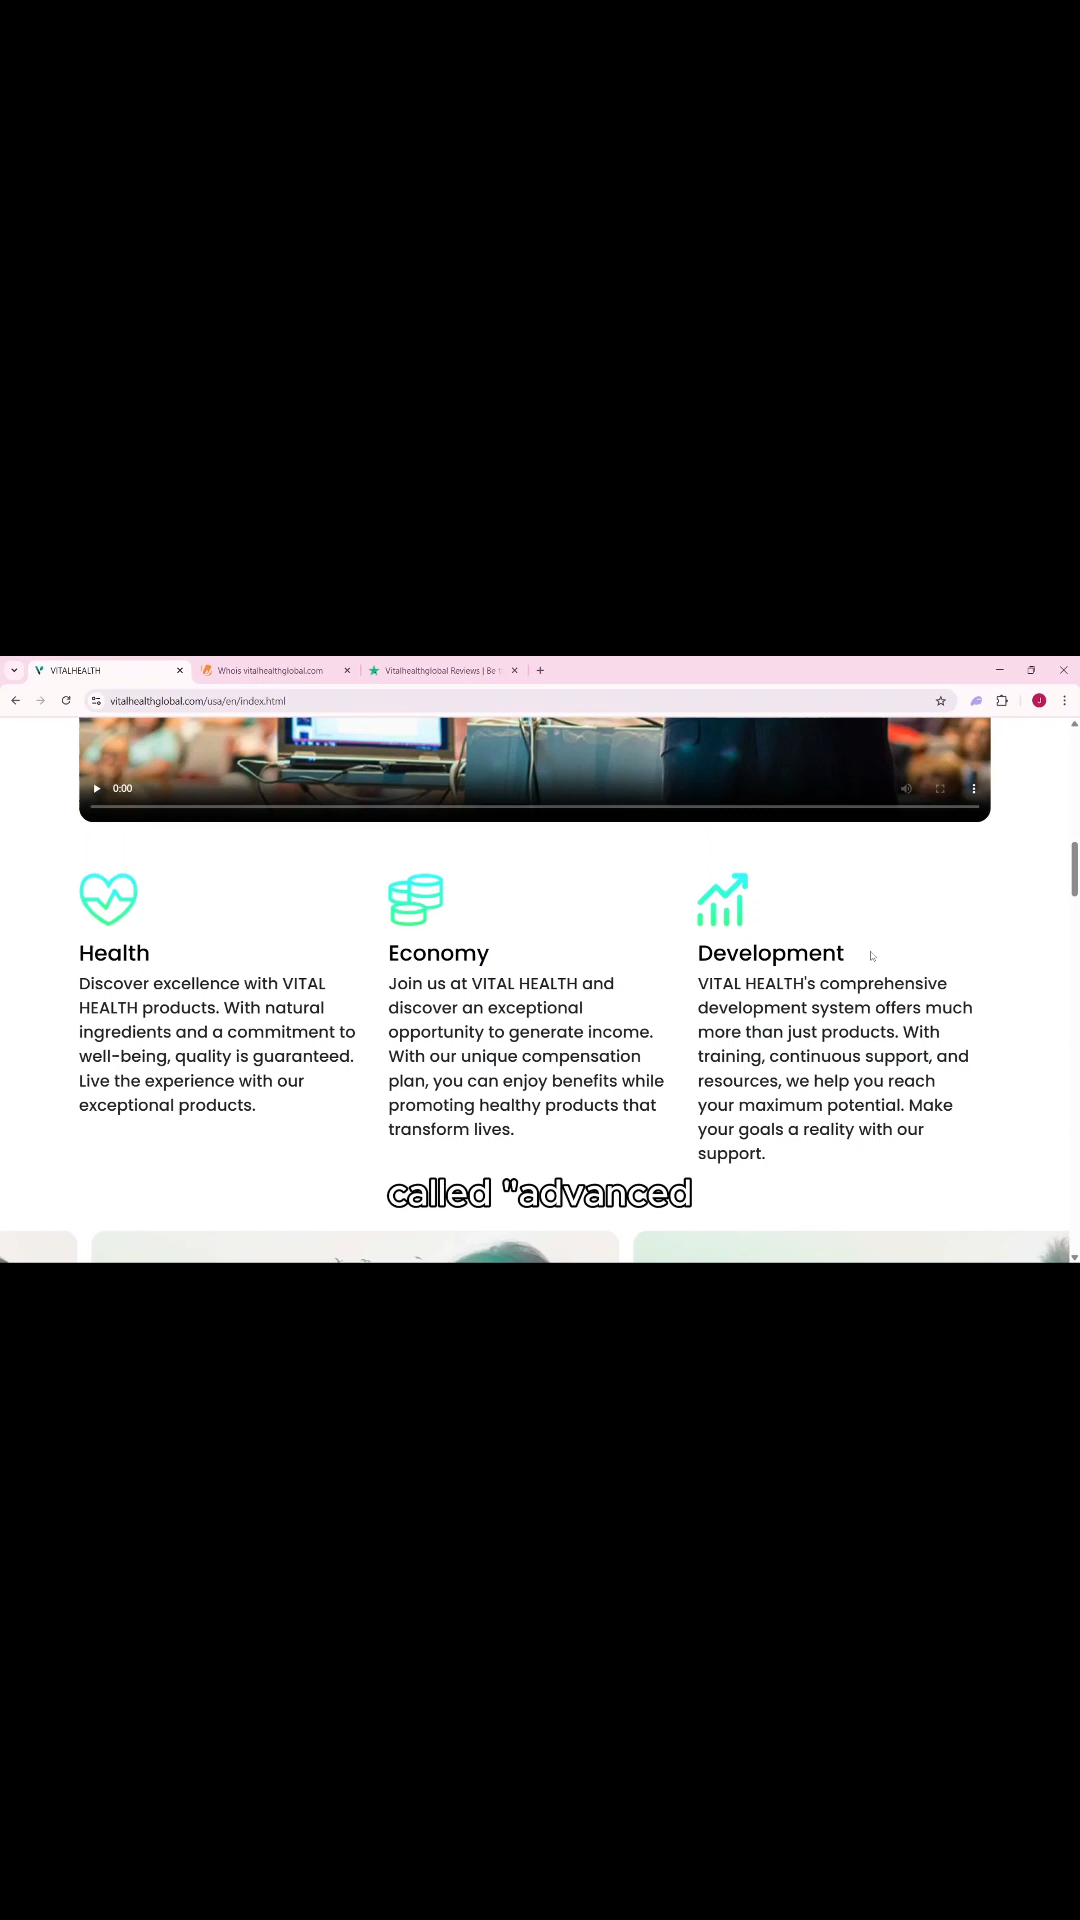 VITALHEALTH
Whois vitalhealthglobal.com
Vitalhealthglobal Reviews | Be
vitalhealthglobal.com/usa/en/index.html
J
0:00
Health
Discover excellence with VITAL
HEALTH products. With natural
ingredients and a commitment to
well-being, quality is guaranteed.
Live the experience with our
exceptional products.
Economy
Join us at VITAL HEALTH and
discover an exceptional
opportunity to generate income.
With our unique compensation
plan, you can enjoy benefits while
promoting healthy products that
transform lives.
Development
VITAL HEALTH's comprehensive
development system offers much
more than just products. With
training, continuous support, and
resources, we help you reach
your maximum potential. Make
your goals a reality with our
support.
called "advanced